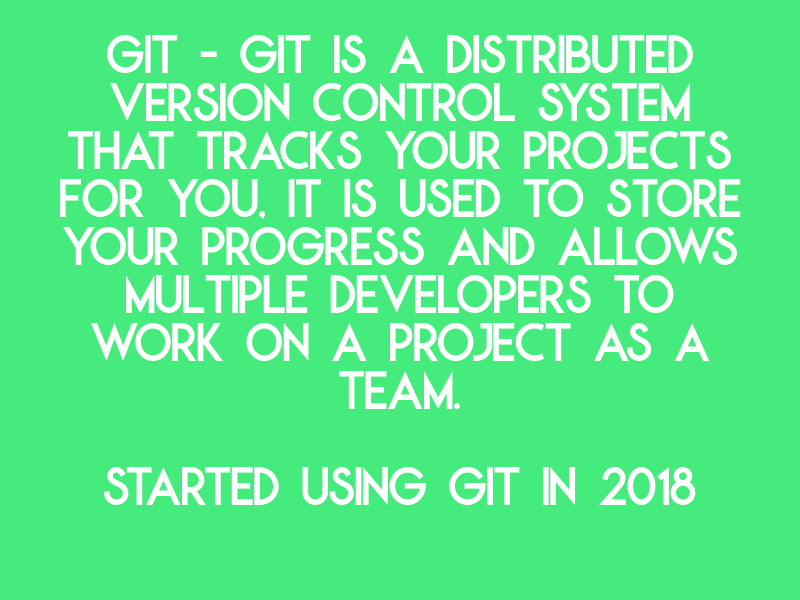 GIT - GIT IS A DISTRIBUTED
VERSION CONTROL SYSTEM
THAT TRACKS YOUR PROJECTS
FOR YOU, IT IS USED TO STORE
YOUR PROGRESS AND ALLOWS
MULTIPLE DEVELOPERS TO
WORK ON A PROJECT AS A
TEAM.
STARTED USING GIT IN 2018